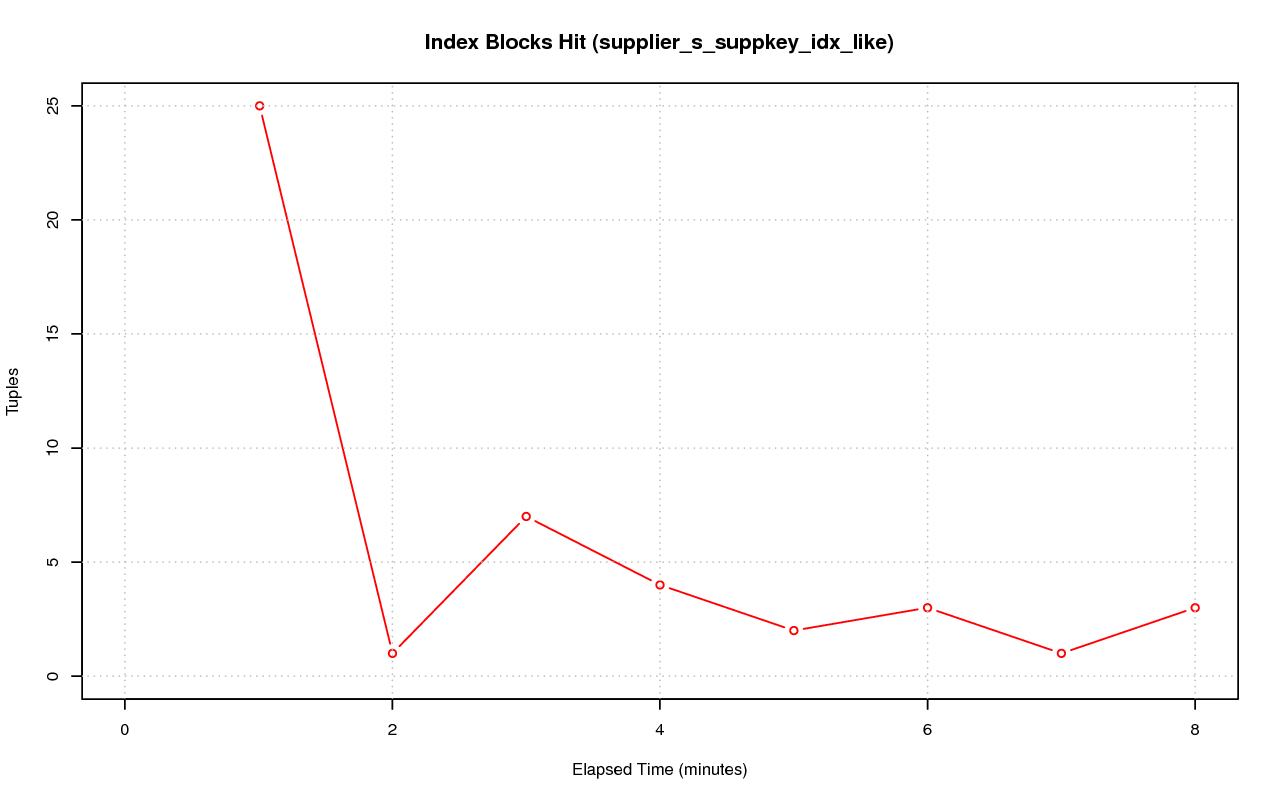 Index Blocks Hit (supplier_s_suppkey_idx_like)
25
20
15
10
5
0
Tuples
0 2 4 6 8
Elapsed Time (minutes)